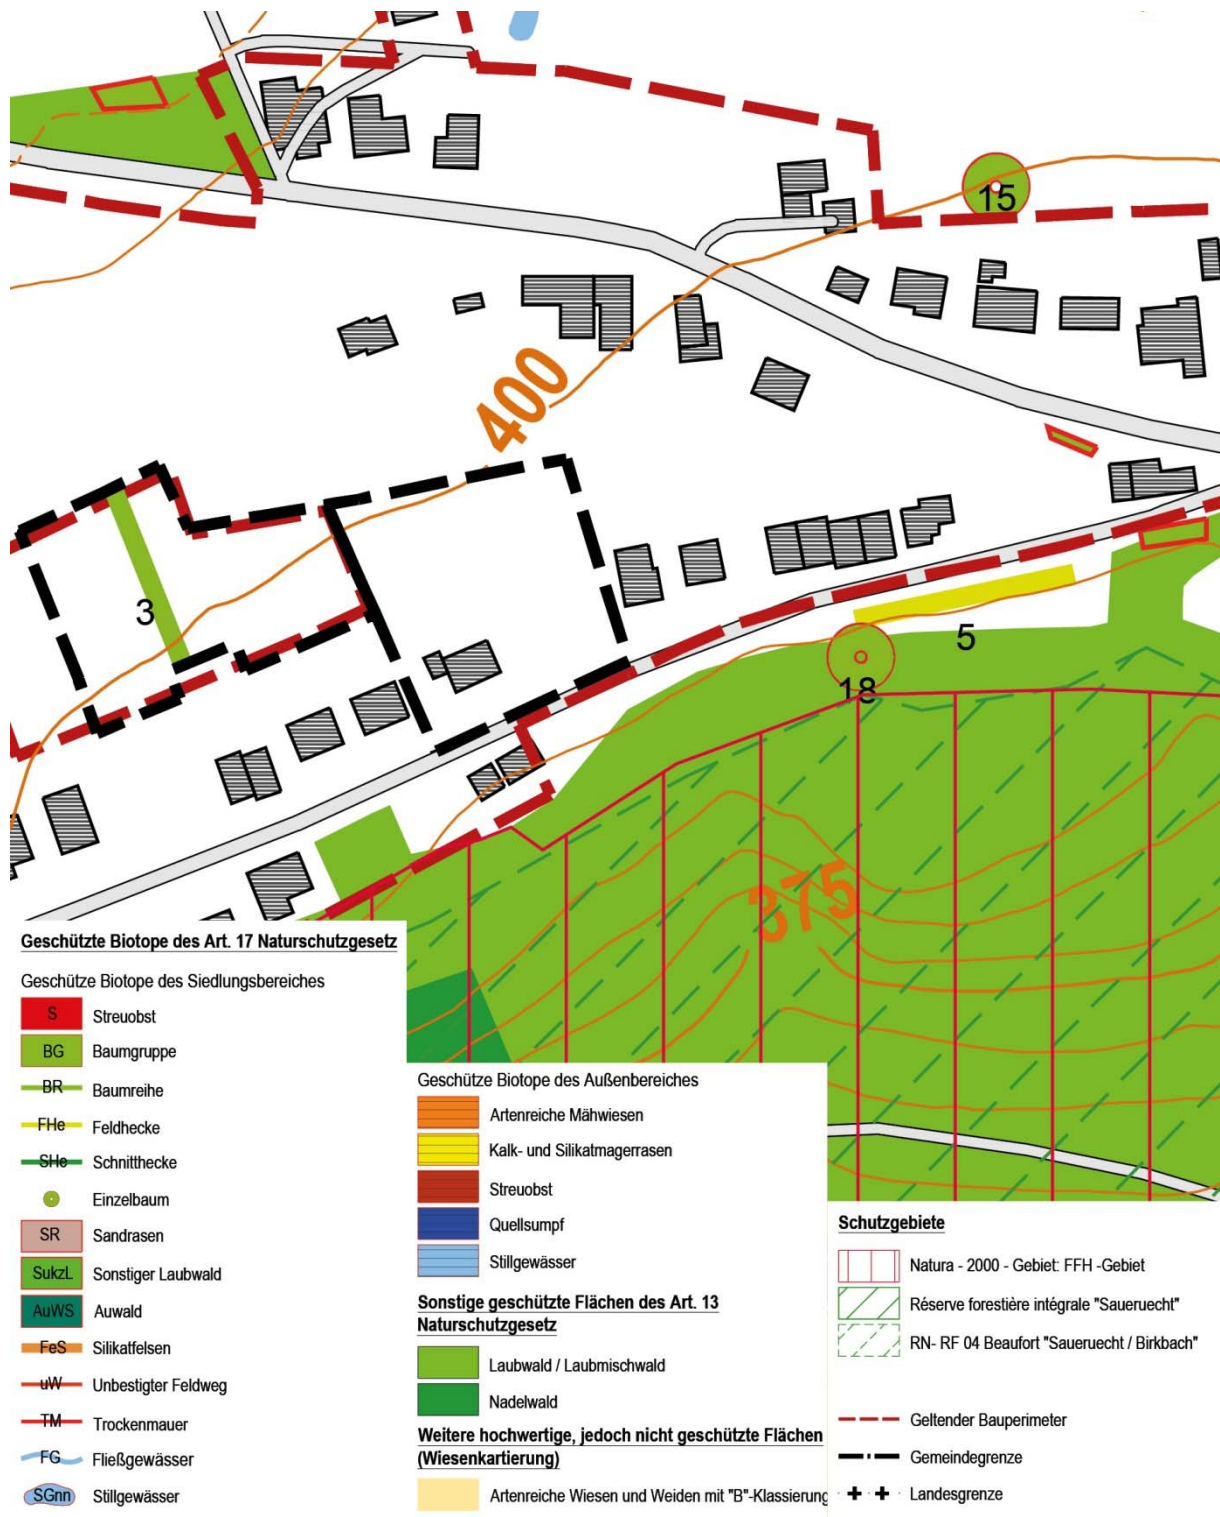 15
400
3
5
18
375
Geschützte Biotope des Art. 17 Naturschutzgesetz
Geschütze Biotope des Siedlungsbereiches
S Streuobst
BG Baumgruppe
BR Baumreihe
FHe Feldhecke
SHe Schnitthecke
Einzelbaum
SR Sandrasen
SukzL Sonstiger Laubwald
AuWS Auwald
FeS Silikatfelsen
uW Unbestigter Feldweg
TM Trockenmauer
FG Fließgewässer
SGnn Stillgewässer
Geschütze Biotope des Außenbereiches
Artenreiche Mähwiesen
Kalk- und Silikatmagerrasen
Streuobst
Quellsumpf
Stillgewässer
Sonstige geschützte Flächen des Art. 13
Naturschutzgesetz
Laubwald / Laubmischwald
Nadelwald
Weitere hochwertige, jedoch nicht geschützte Flächen
(Wiesenkartierung)
Artenreiche Wiesen und Weiden mit "B"-Klassierung
Schutzgebiete
Natura - 2000 - Gebiet: FFH -Gebiet
Réserve forestière intégrale "Saueruecht"
RN- RF 04 Beaufort "Saueruecht / Birkbach"
Geltender Bauperimeter
Gemeindegrenze
Landesgrenze